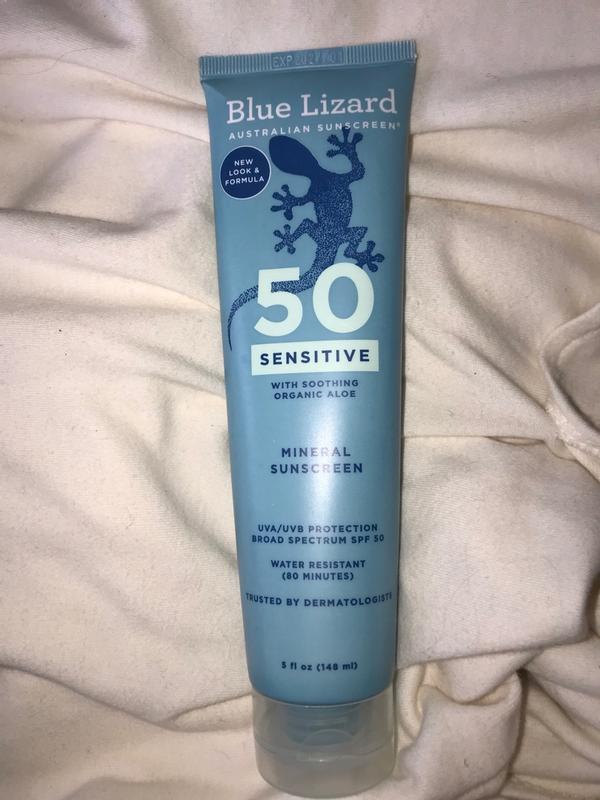 Blue Lizard
AUSTRALIAN SUNSCREEN®
NEW
LOOK &
FORMULA
50
SENSITIVE
WITH SOOTHING
ORGANIC ALOE
MINERAL
SUNSCREEN
UVA/UVB PROTECTION
BROAD SPECTRUM SPF 50
WATER RESISTANT
(80 MINUTES)
TRUSTED BY DERMATOLOGISTS
5 fl oz (148 ml)